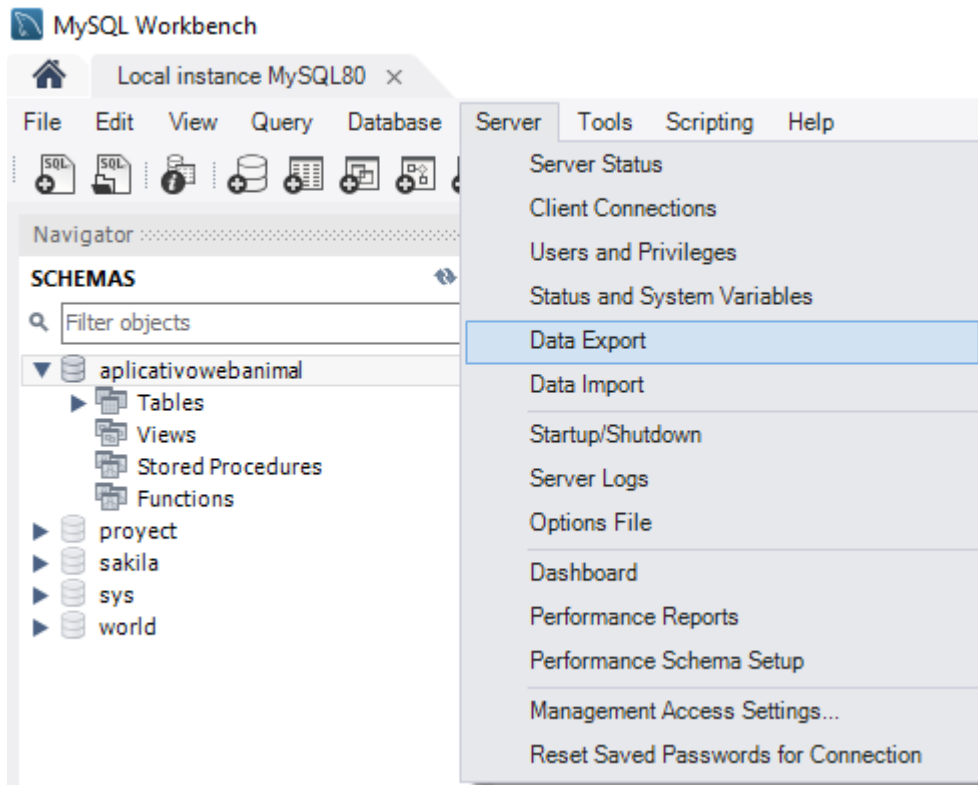 MySQL Workbench
Local instance MySQL80 ×
File Edit View Query Database Server Tools Scripting Help
SQL SQL
Navigator
SCHEMAS
Filter objects
aplicativowebanimal
Tables
Views
Stored Procedures
Functions
proyect
sakila
sys
world
Server Status
Client Connections
Users and Privileges
Status and System Variables
Data Export
Data Import
Startup/Shutdown
Server Logs
Options File
Dashboard
Performance Reports
Performance Schema Setup
Management Access Settings...
Reset Saved Passwords for Connection